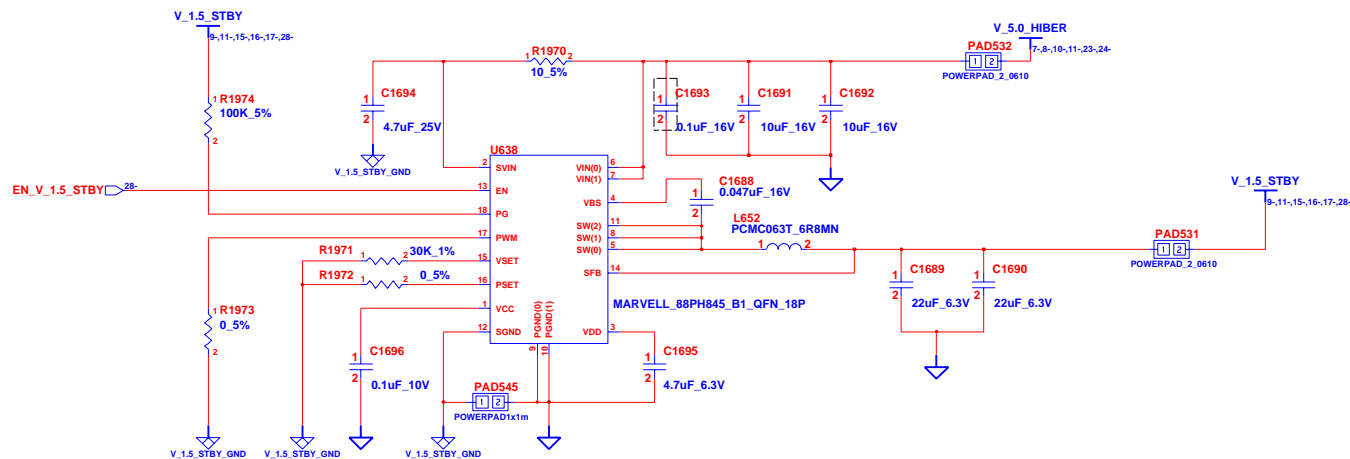 V_1.5_STBY
9-,11-,15-,16-,17-,28-
V_5.0_HIBER
7-,8-,10-,11-,23-,24-
PAD532
1 2
POWERPAD_2_0610
1 R1970 2
10_5%
1 R1974
100K_5%
2
C1694
1
2
4.7uF_25V
V_1.5_STBY_GND
C1693
1
2
0.1uF_16V
C1691
1
2
10uF_16V
C1692
1
2
10uF_16V
U638
2 SVIN
13 EN
18 PG
17 PWM
15 VSET
16 PSET
1 VCC
12 SGND
VIN(0) 6
VIN(1) 7
VBS 4
SW(2) 11
SW(1) 8
SW(0) 5
SFB 14
VDD 3
PGND(0) 9
PGND(1) 10
MARVELL_88PH845_B1_QFN_18P
EN_V_1.5_STBY 28-
C1688
0.047uF_16V
1
2
L652
PCMC063T_6R8MN
1 2
V_1.5_STBY
9-,11-,15-,16-,17-,28-
PAD531
1 2
POWERPAD_2_0610
R1971 1 2 30K_1%
R1972 1 2 0_5%
1 R1973
0_5%
2
C1689
1
2
22uF_6.3V
C1690
1
2
22uF_6.3V
C1696
1
2
0.1uF_10V
C1695
1
2
4.7uF_6.3V
PAD545
1 2
POWERPAD1x1m
V_1.5_STBY_GND
V_1.5_STBY_GND
V_1.5_STBY_GND